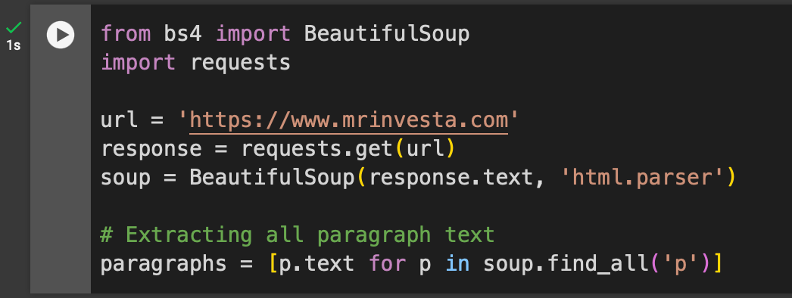 from bs4 import BeautifulSoup
import requests
url = 'https://www.mrinvesta.com'
response = requests.get(url)
soup = BeautifulSoup(response.text, 'html.parser')
# Extracting all paragraph text
paragraphs = [p.text for p in soup.find_all('p')]
1s